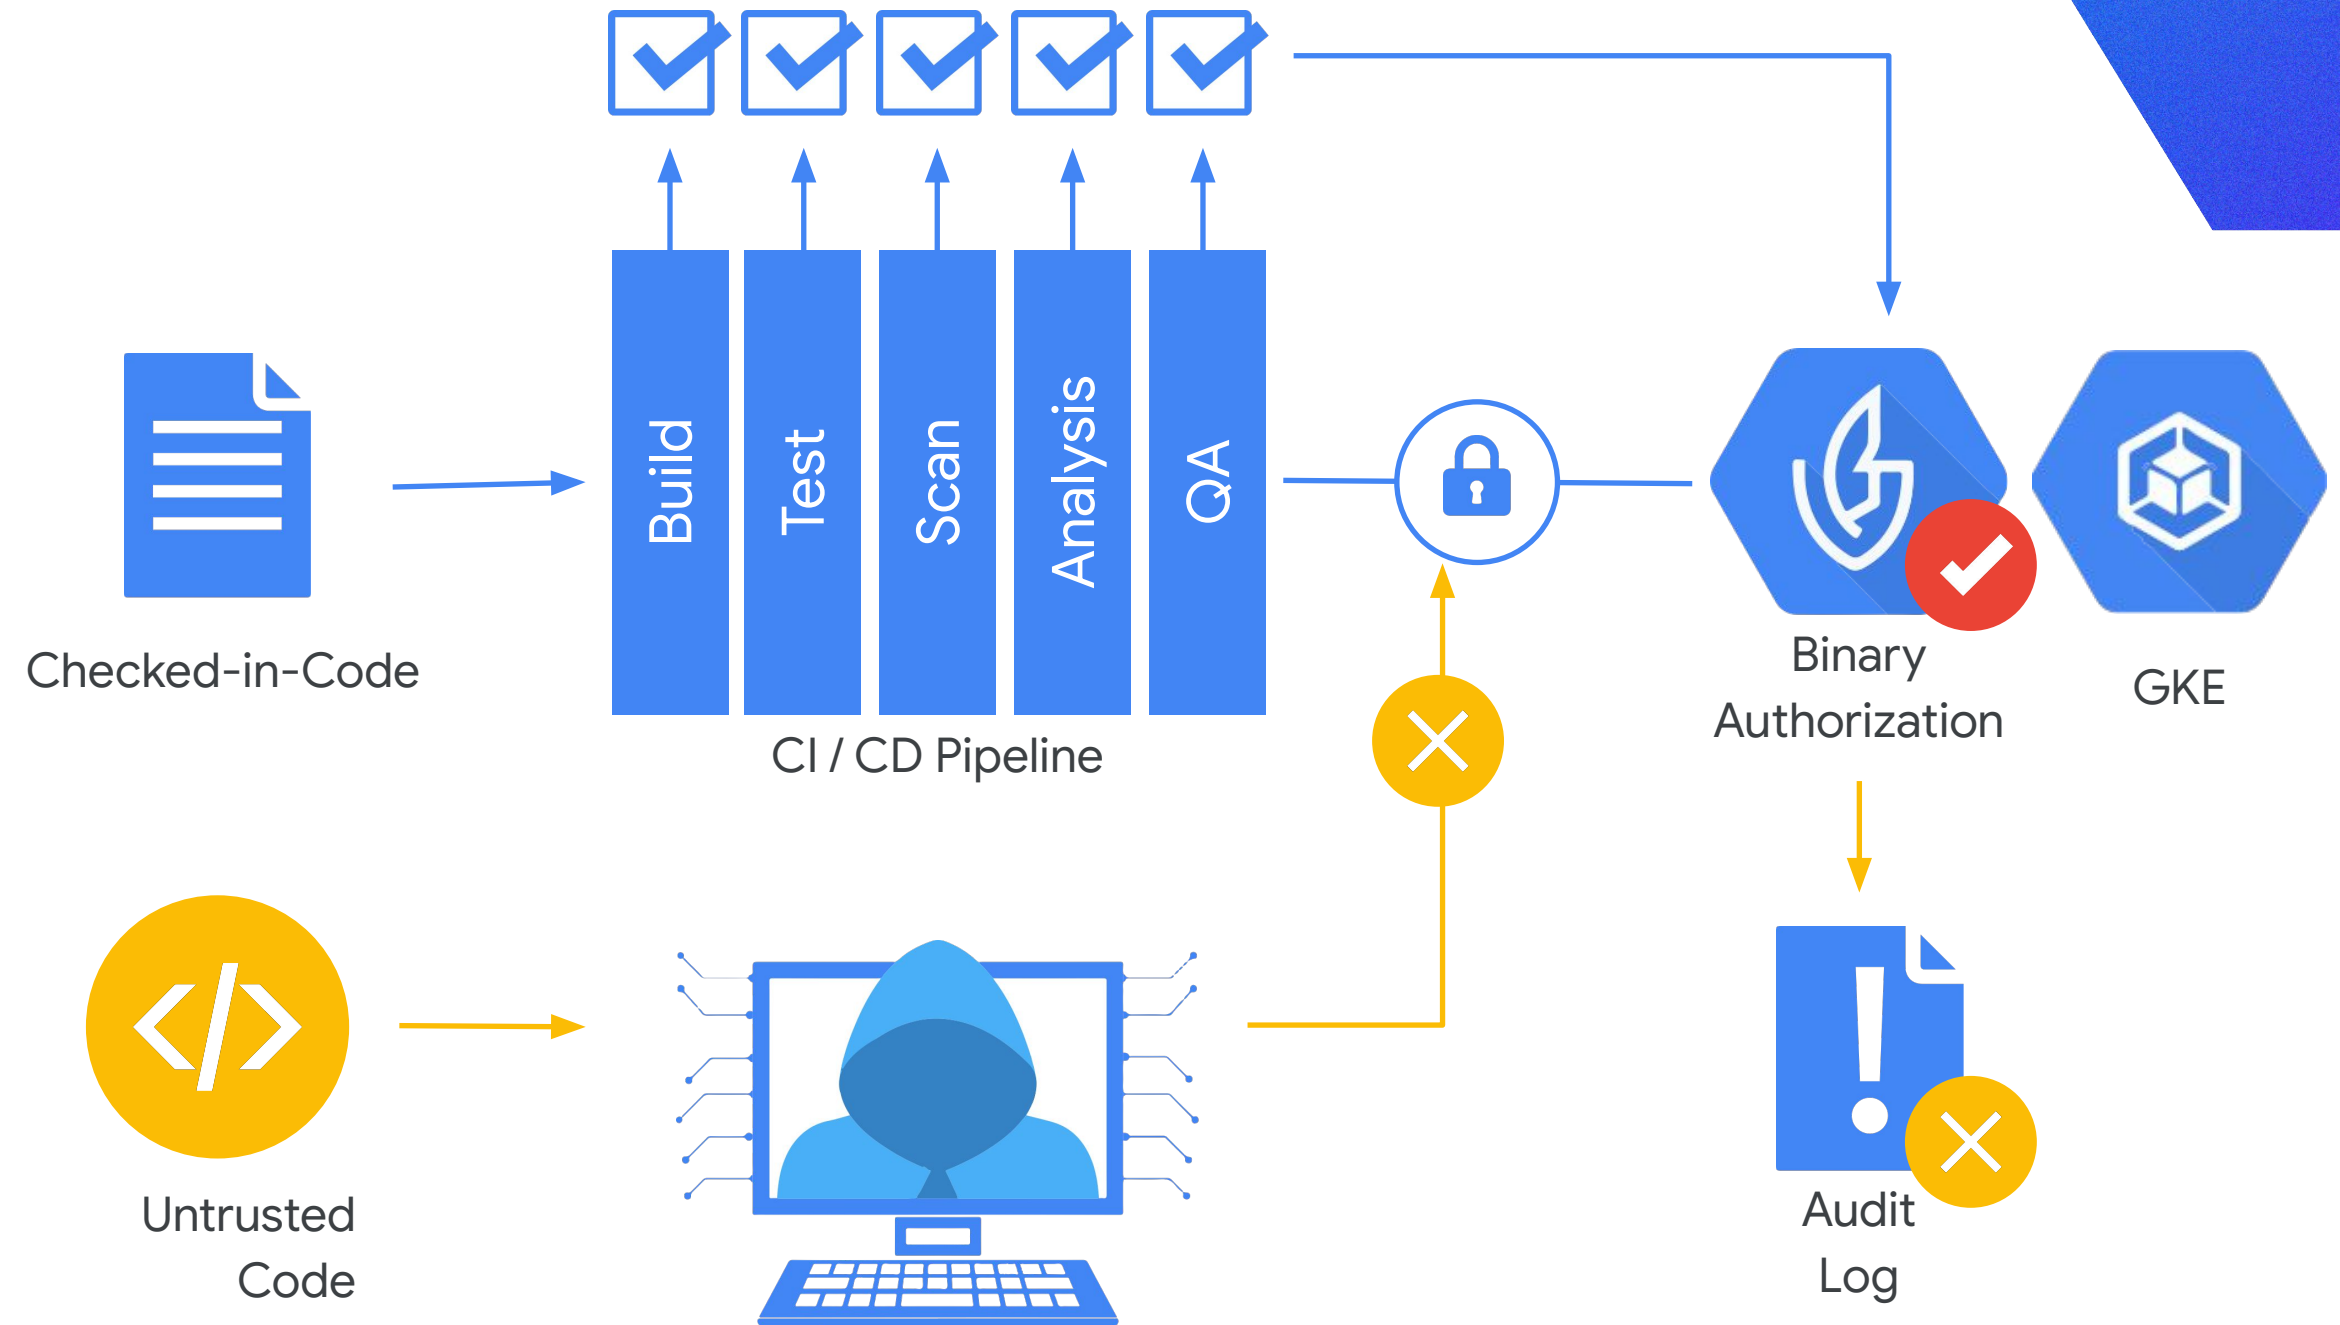 Build
Test
Scan
Analysis
QA
Checked-in-Code
CI / CD Pipeline
Binary
Authorization
GKE
Untrusted
Code
Audit
Log